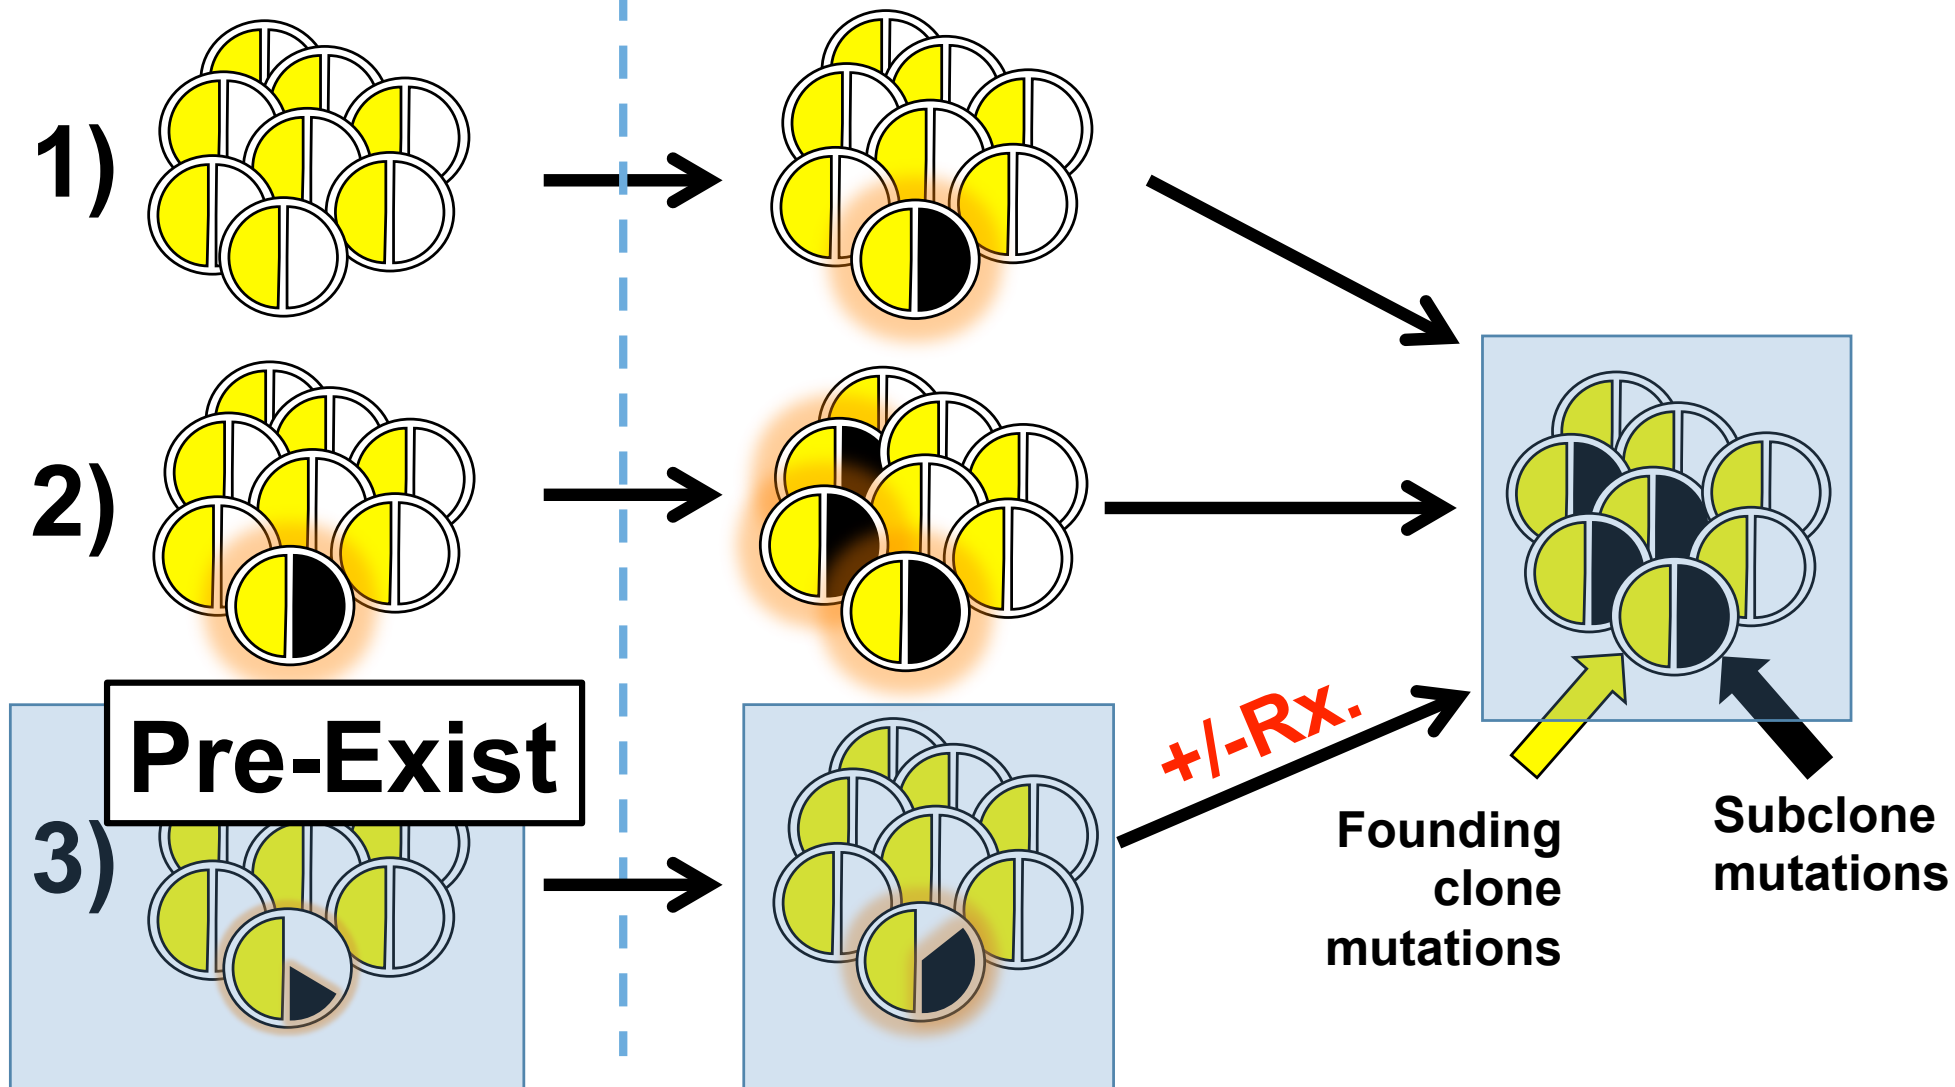 1)
2)
Pre-Exist
3)
+/-Rx.
Founding
clone
mutations
Subclone
mutations